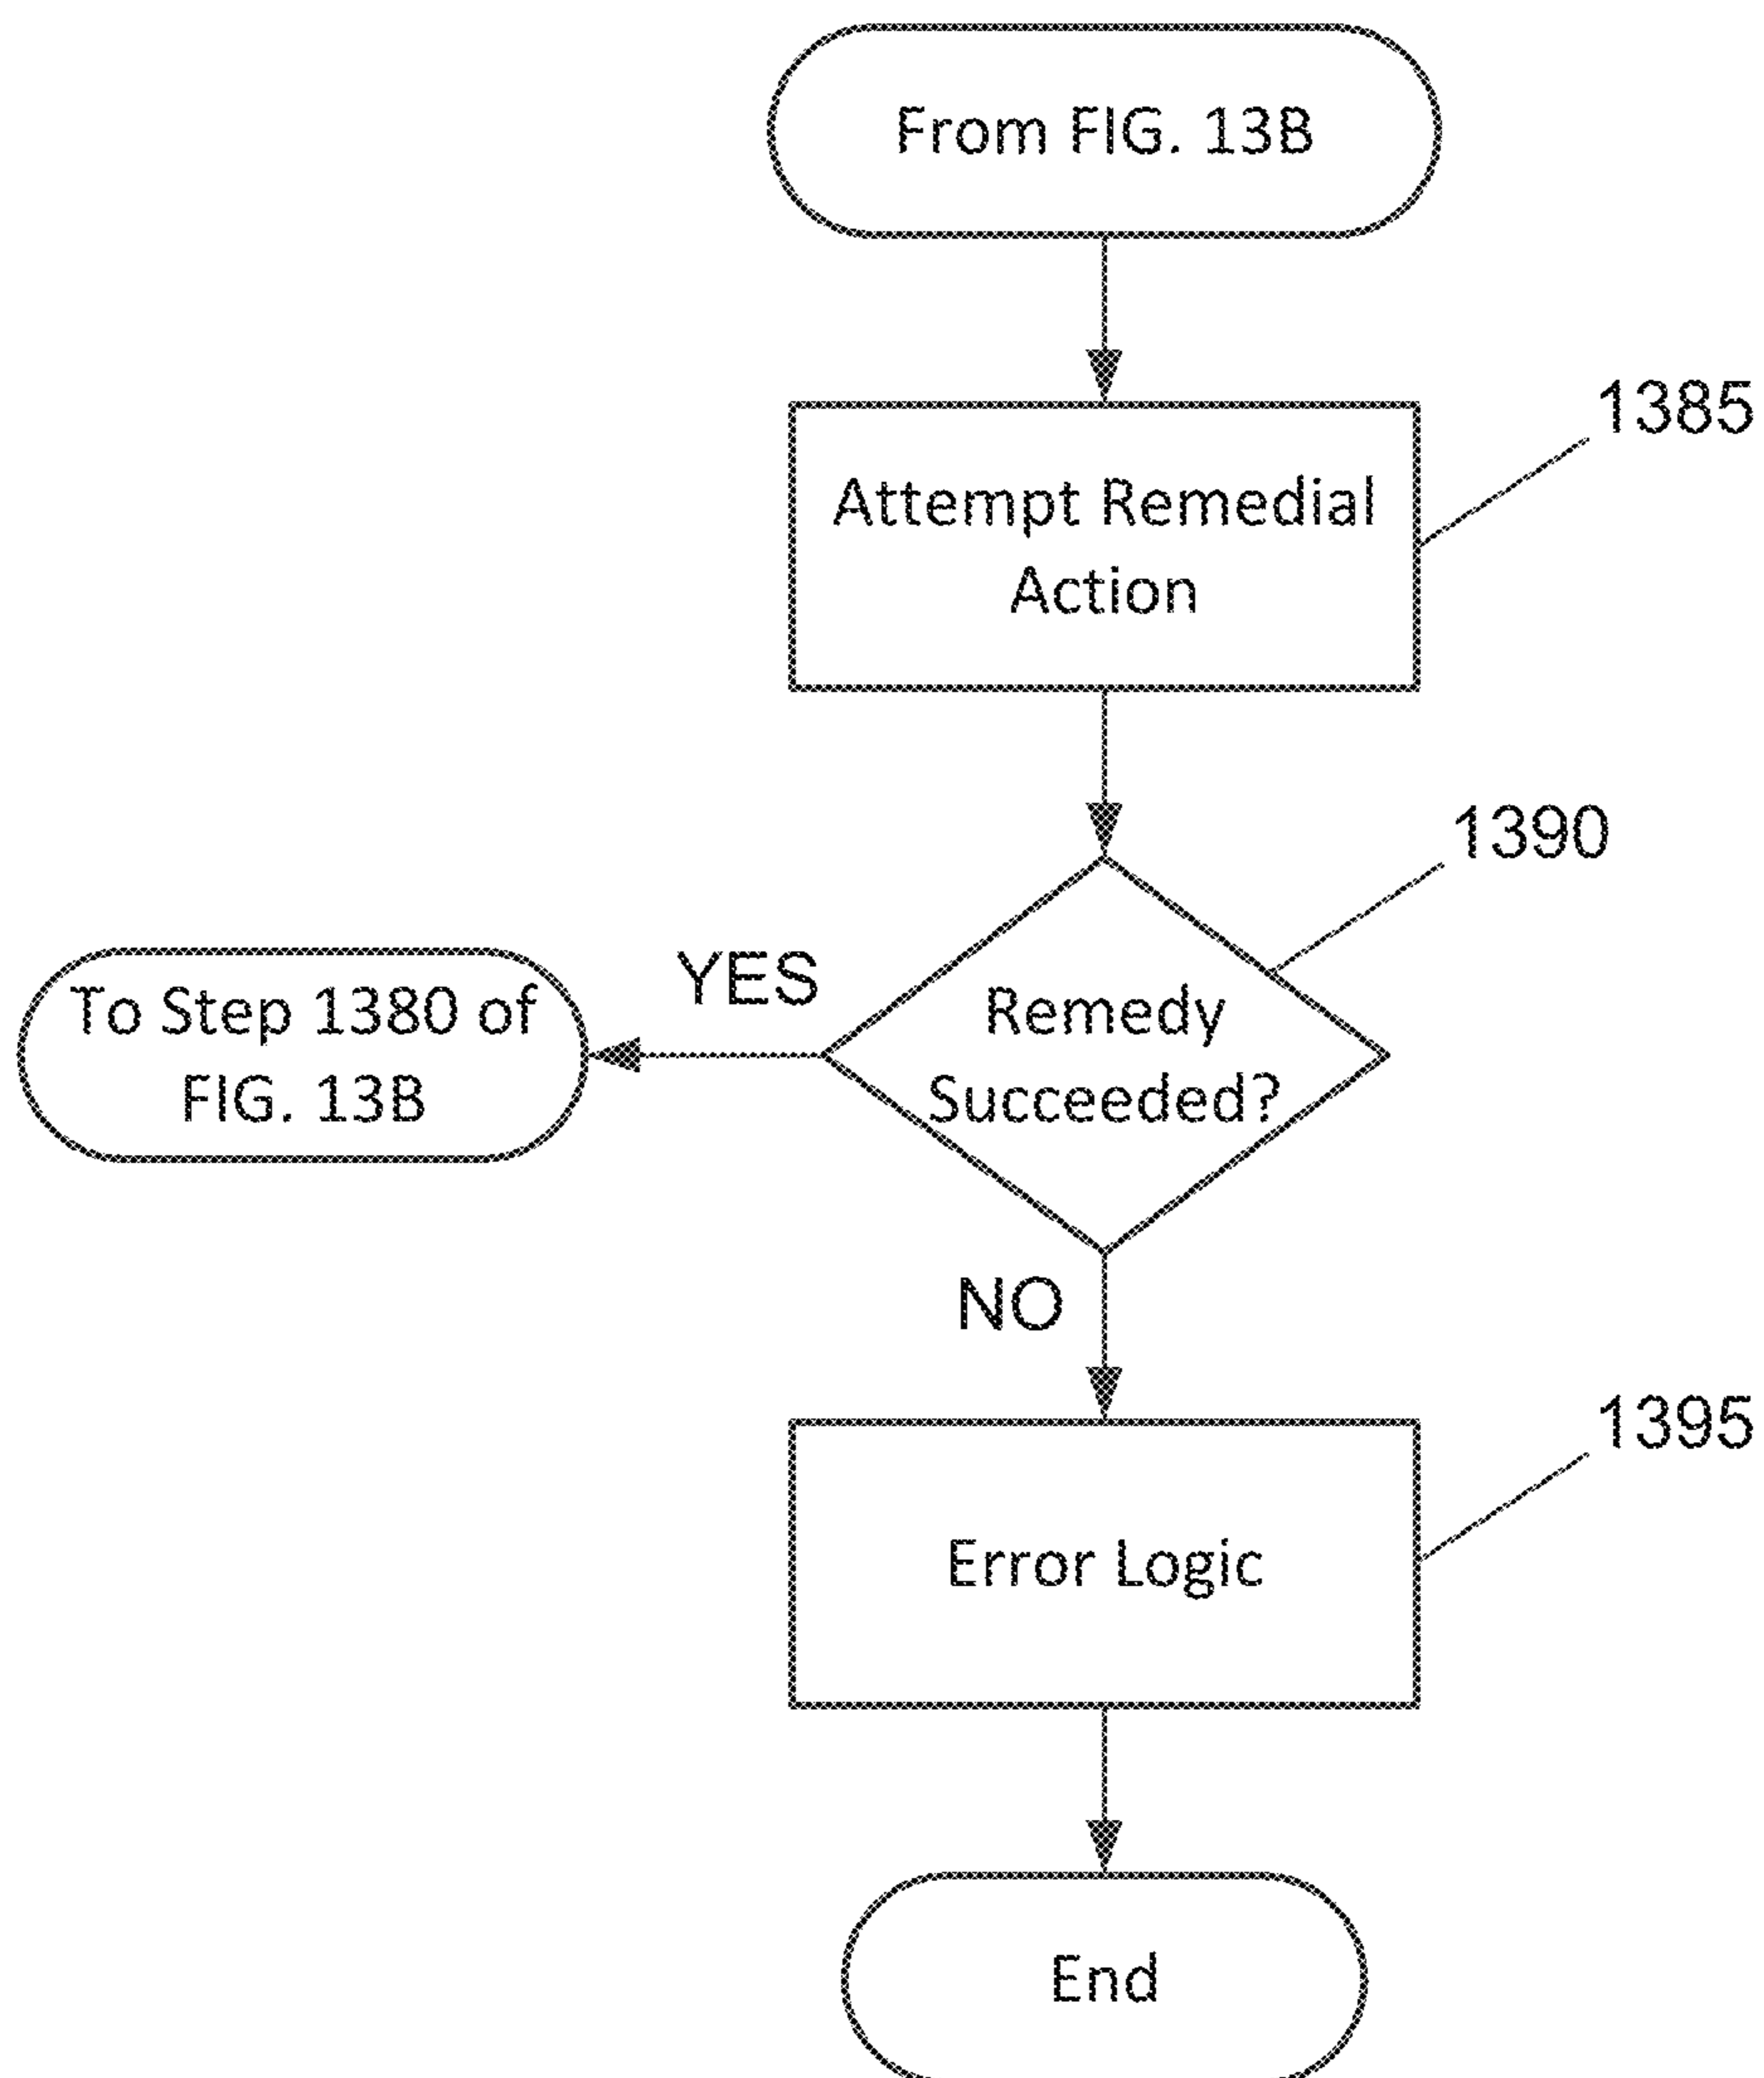 From FIG. 13B
1385
Attempt Remedial
Action
1390
YES
To Step 1380 of
FIG. 13B
Remedy
Succeeded?
NO
1395
Error Logic
End